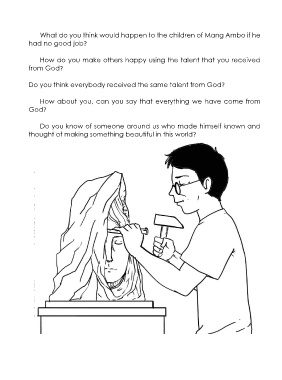 What do you think would happen to the children of Mang Ambo if he
had no good job?
How do you make others happy using the talent that you received
from God?
Do you think everybody received the same talent from God?
How about you, can you say that everything we have come from
God?
Do you know of someone around us who made himself known and
thought of making something beautiful in this world?